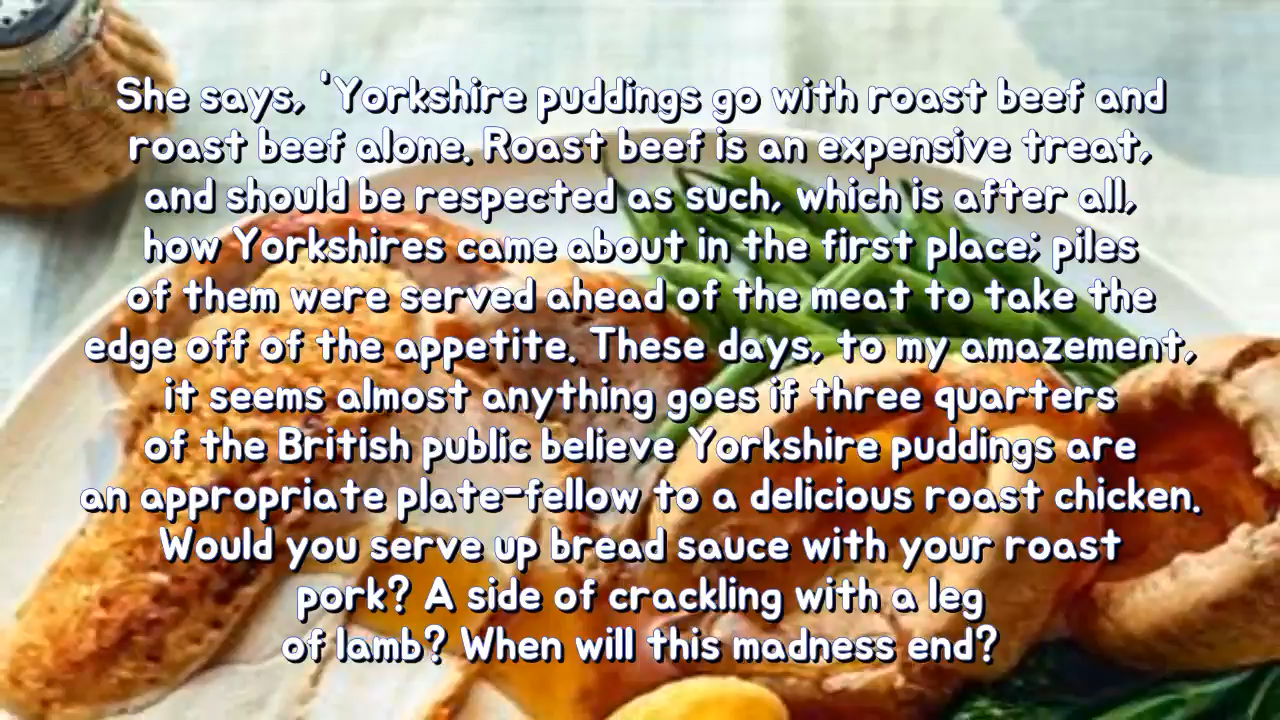 She says, 'Yorkshire puddings go with roast beef and
roast beef alone. Roast beef is an expensive treat,
and should be respected as such, which is after all,
how Yorkshires came about in the first place; piles
of them were served ahead of the meat to take the
edge off of the appetite. These days, to my amazement,
it seems almost anything goes if three quarters
of the British public believe Yorkshire puddings are
an appropriate plate-fellow to a delicious roast chicken.
Would you serve up bread sauce with your roast
pork? A side of crackling with a leg
of lamb? When will this madness end?